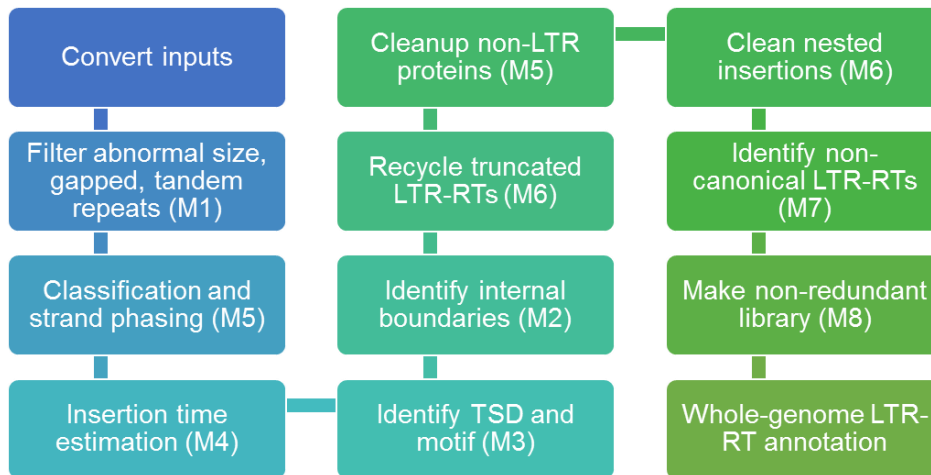 Convert inputs
Filter abnormal size,
gapped, tandem
repeats (M1)
Classification and
strand phasing (M5)
Insertion time
estimation (M4)
Identify TSD and
motif (M3)
Identify internal
boundaries (M2)
Recycle truncated
LTR-RTs (M6)
Cleanup non-LTR
proteins (M5)
Clean nested
insertions (M6)
Identify non-
canonical LTR-RTs
(M7)
Make non-redundant
library (M8)
Whole-genome LTR-
RT annotation